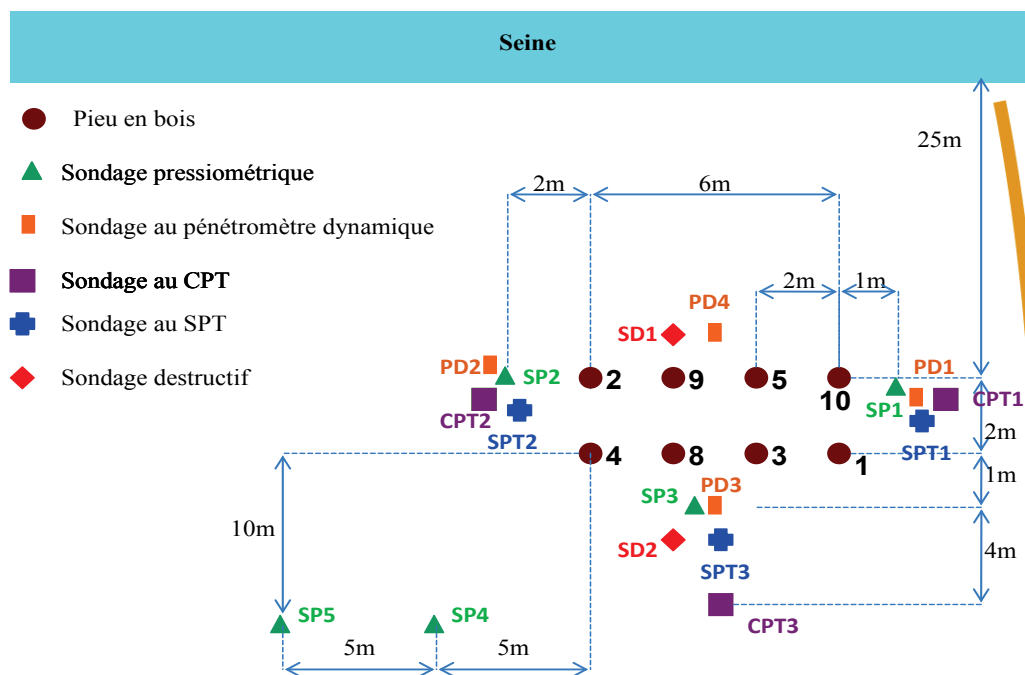 Seine
Pieu en bois
25m
Sondage pressiométrique
2m
6m
Sondage au pénétromètre dynamique
Sondage au CPT
2m
1m
PD4
Sondage au SPT
SD1
Sondage destructif
PD2
SP2
2
9
5
10
PD1
SP1
CPT1
CPT2
SPT2
SPT1
2m
4
8
3
1
PD3
SP3
1m
10m
SD2
SPT3
4m
SP5
SP4
CPT3
5m
5m